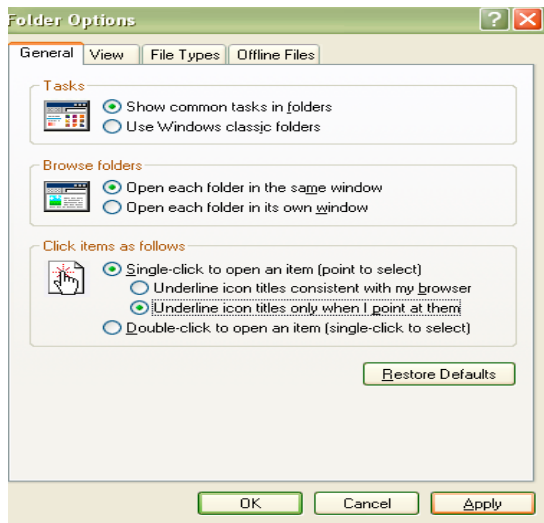 Folder Options
General View File Types Offline Files
Tasks
Show common tasks in folders
Use Windows classic folders
Browse folders
Open each folder in the same window
Open each folder in its own window
Click items as follows
Single-click to open an item (point to select)
Underline icon titles consistent with my browser
Underline icon titles only when I point at them
Double-click to open an item (single-click to select)
Restore Defaults
OK Cancel Apply